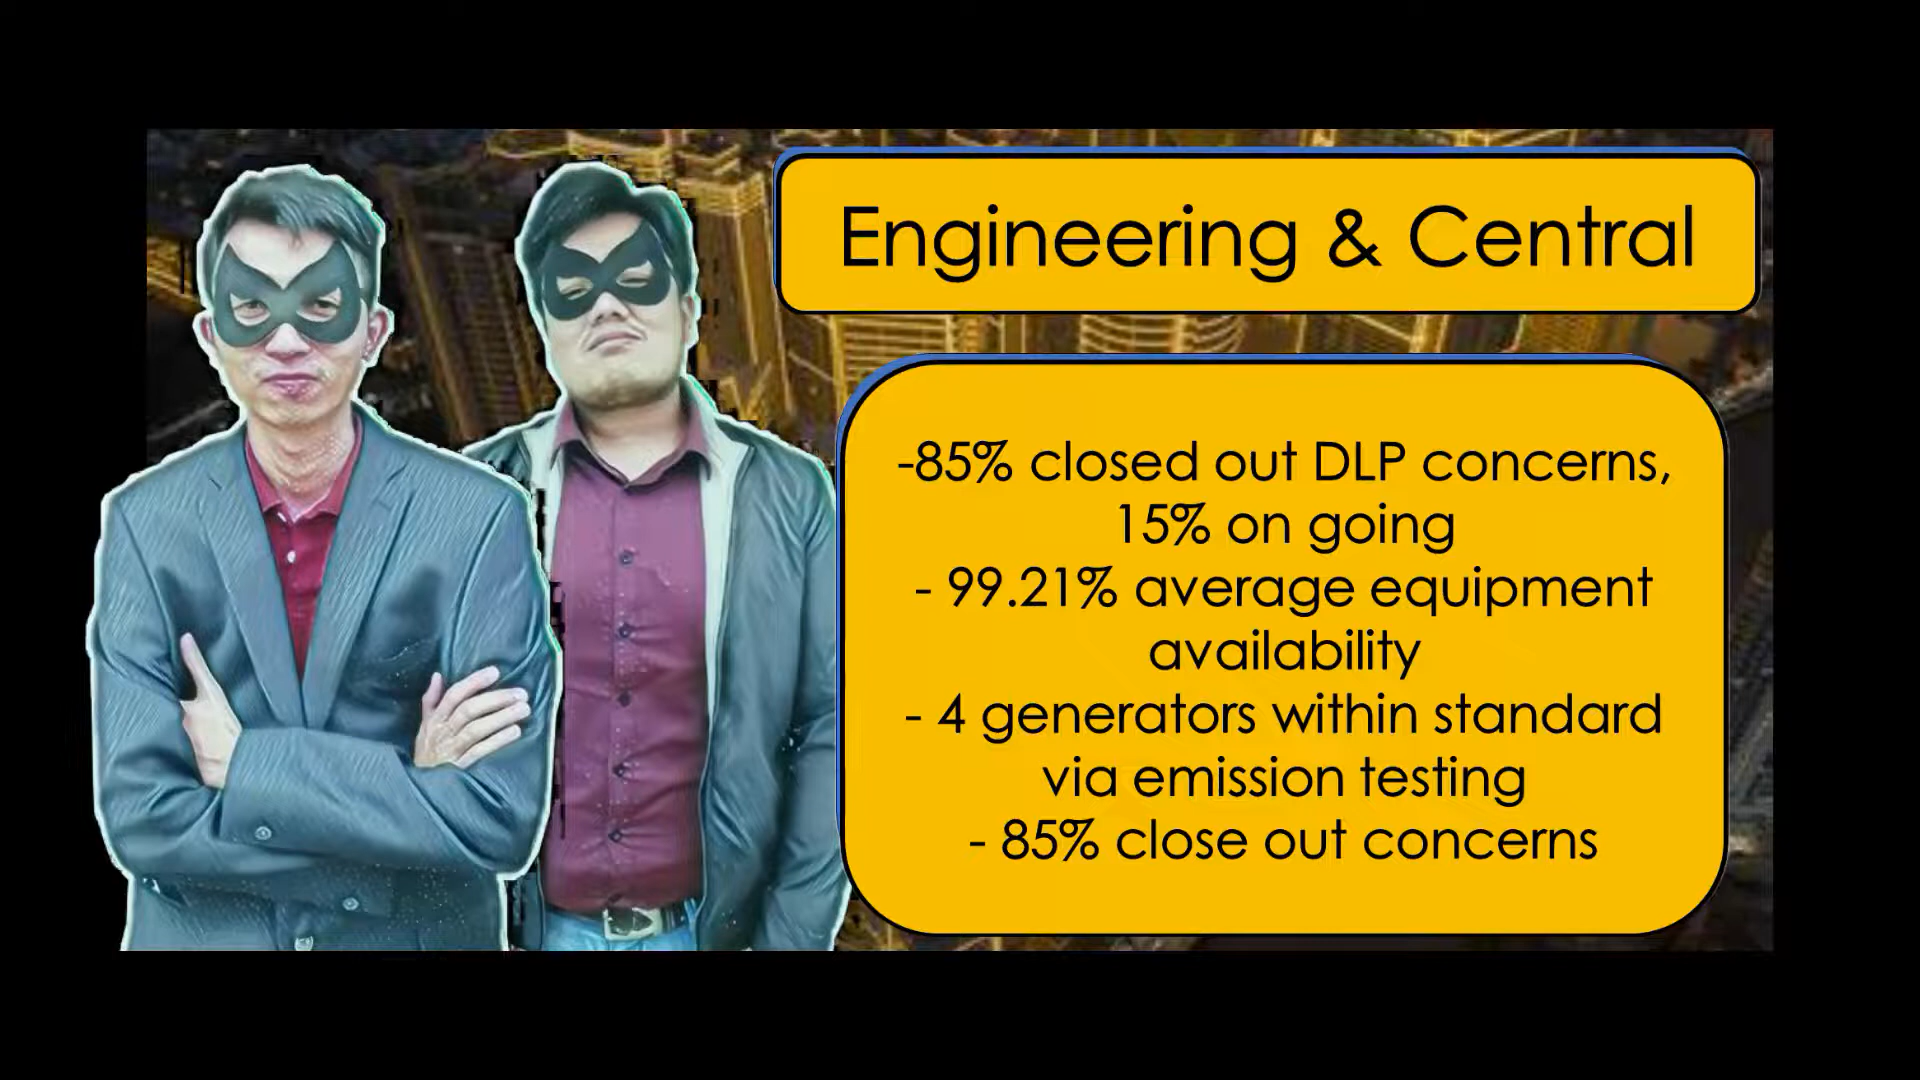 Engineering & Central
-85% closed out DLP concerns,
15% on going
- 99.21% average equipment
availability
- 4 generators within standard
via emission testing
- 85% close out concerns